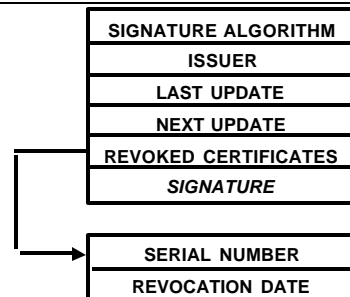 SIGNATURE ALGORITHM
ISSUER
LAST UPDATE
NEXT UPDATE
REVOKED CERTIFICATES
SIGNATURE
SERIAL NUMBER
REVOCATION DATE